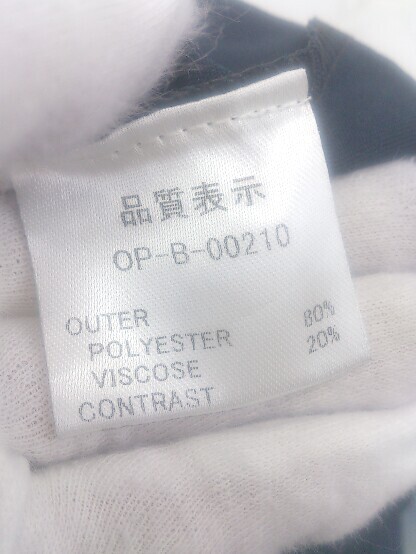 品質表示
OP-B-00210
OUTER
POLYESTER 80%
VISCOSE 20%
CONTRAST